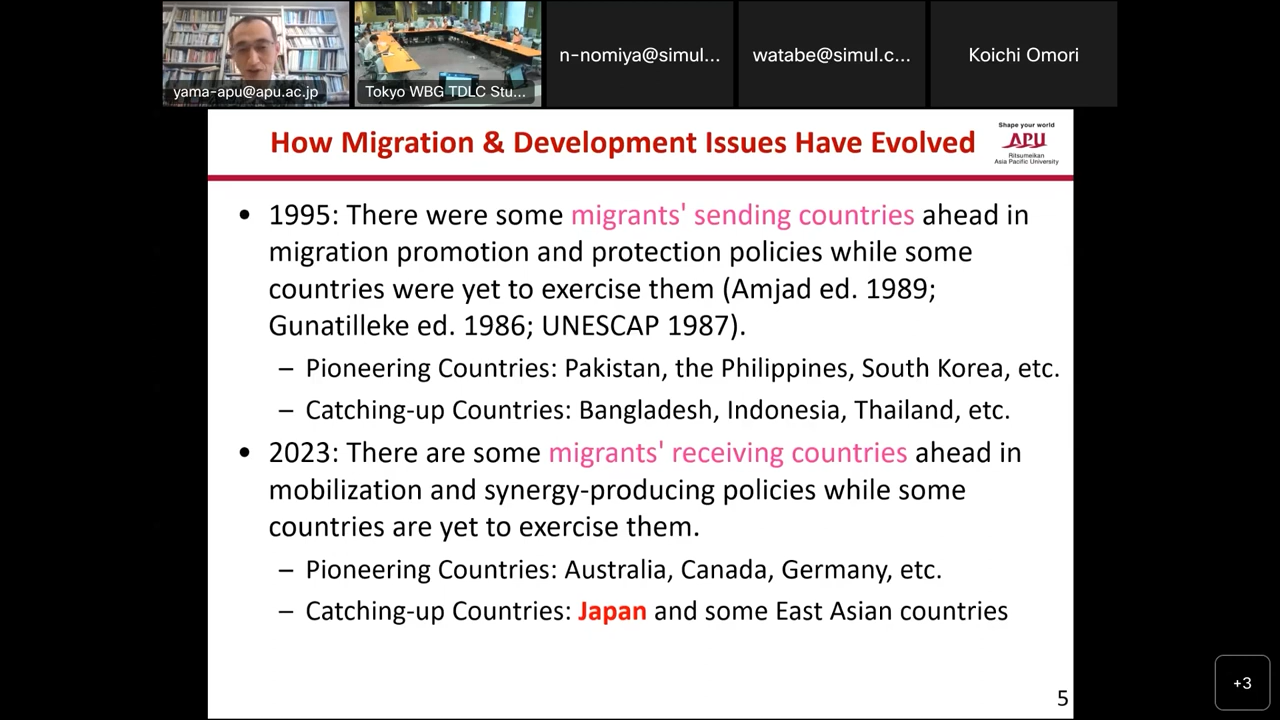 yama-apu@apu.ac.jp
Tokyo WBG TDLC Stu...
n-nomiya@simul...
watabe@simul.c...
Koichi Omori
How Migration & Development Issues Have Evolved
Shape your world
APU
Ritsumeikan
Asia Pacific University
• 1995: There were some migrants' sending countries ahead in
migration promotion and protection policies while some
countries were yet to exercise them (Amjad ed. 1989;
Gunatilleke ed. 1986; UNESCAP 1987).
– Pioneering Countries: Pakistan, the Philippines, South Korea, etc.
– Catching-up Countries: Bangladesh, Indonesia, Thailand, etc.
• 2023: There are some migrants' receiving countries ahead in
mobilization and synergy-producing policies while some
countries are yet to exercise them.
– Pioneering Countries: Australia, Canada, Germany, etc.
– Catching-up Countries: Japan and some East Asian countries
+3
5